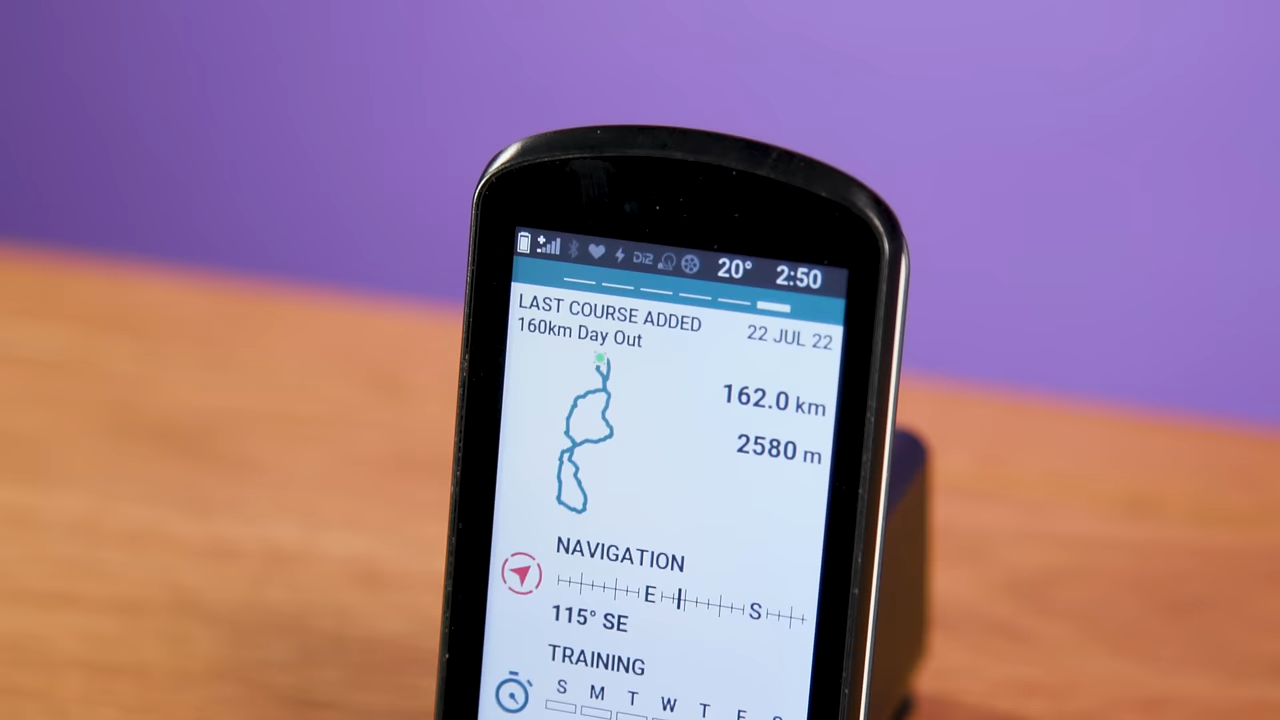 Di2 20° 2:50
LAST COURSE ADDED 22 JUL 22
160km Day Out
162.0 km
2580 m
NAVIGATION
E S
115° SE
TRAINING
S M T W T F S